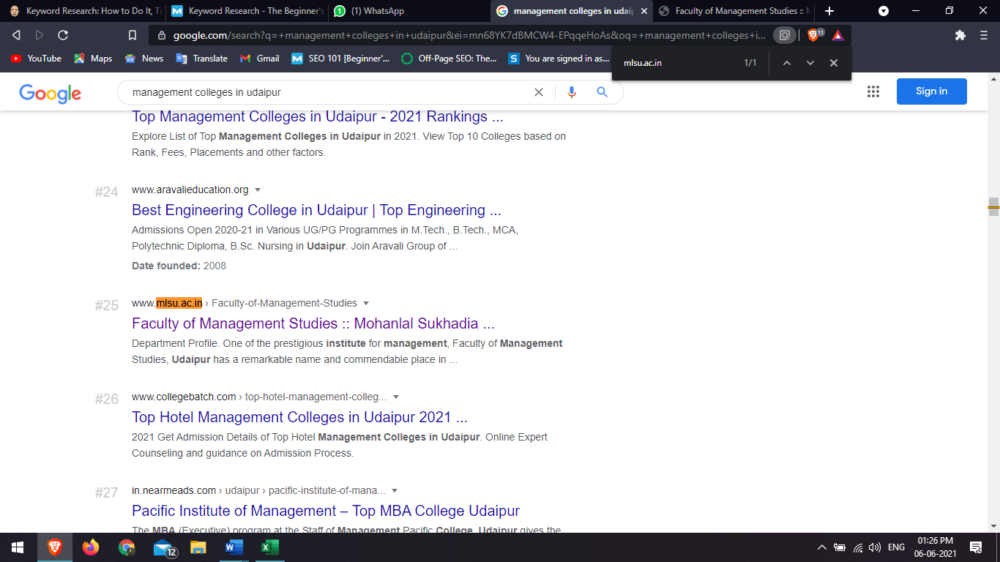 Keyword Research: How to Do It, Ti
Keyword Research - The Beginner's
(1) WhatsApp
management colleges in udaip
Faculty of Management Studies :: M
google.com/search?q=+management+colleges+in+udaipur&ei=mn68YK7dBMCW4-EPqqeHoAs&oq=+management+colleges+i...
11
YouTube
Maps
News
Translate
Gmail
SEO 101 [Beginner'...
Off-Page SEO: The...
You are signed in as...
mlsu.ac.in
1/1
Google
management colleges in udaipur
Sign in
Top Management Colleges in Udaipur - 2021 Rankings ...
Explore List of Top Management Colleges in Udaipur in 2021. View Top 10 Colleges based on
Rank, Fees, Placements and other factors.
#24
www.aravalieducation.org
Best Engineering College in Udaipur | Top Engineering ...
Admissions Open 2020-21 in Various UG/PG Programmes in M.Tech., B.Tech., MCA,
Polytechnic Diploma, B.Sc. Nursing in Udaipur. Join Aravali Group of ...
Date founded: 2008
#25
www.mlsu.ac.in › Faculty-of-Management-Studies
Faculty of Management Studies :: Mohanlal Sukhadia ...
Department Profile. One of the prestigious institute for management, Faculty of Management
Studies, Udaipur has a remarkable name and commendable place in ...
#26
www.collegebatch.com › top-hotel-management-colleg...
Top Hotel Management Colleges in Udaipur 2021 ...
2021 Get Admission Details of Top Hotel Management Colleges in Udaipur. Online Expert
Counseling and guidance on Admission Process.
#27
in.nearmeads.com › udaipur › pacific-institute-of-mana...
Pacific Institute of Management – Top MBA College Udaipur
The MBA (Executive) program at the Staff of Management Pacific College, Udaipur gives the
12
ENG
01:26 PM
06-06-2021